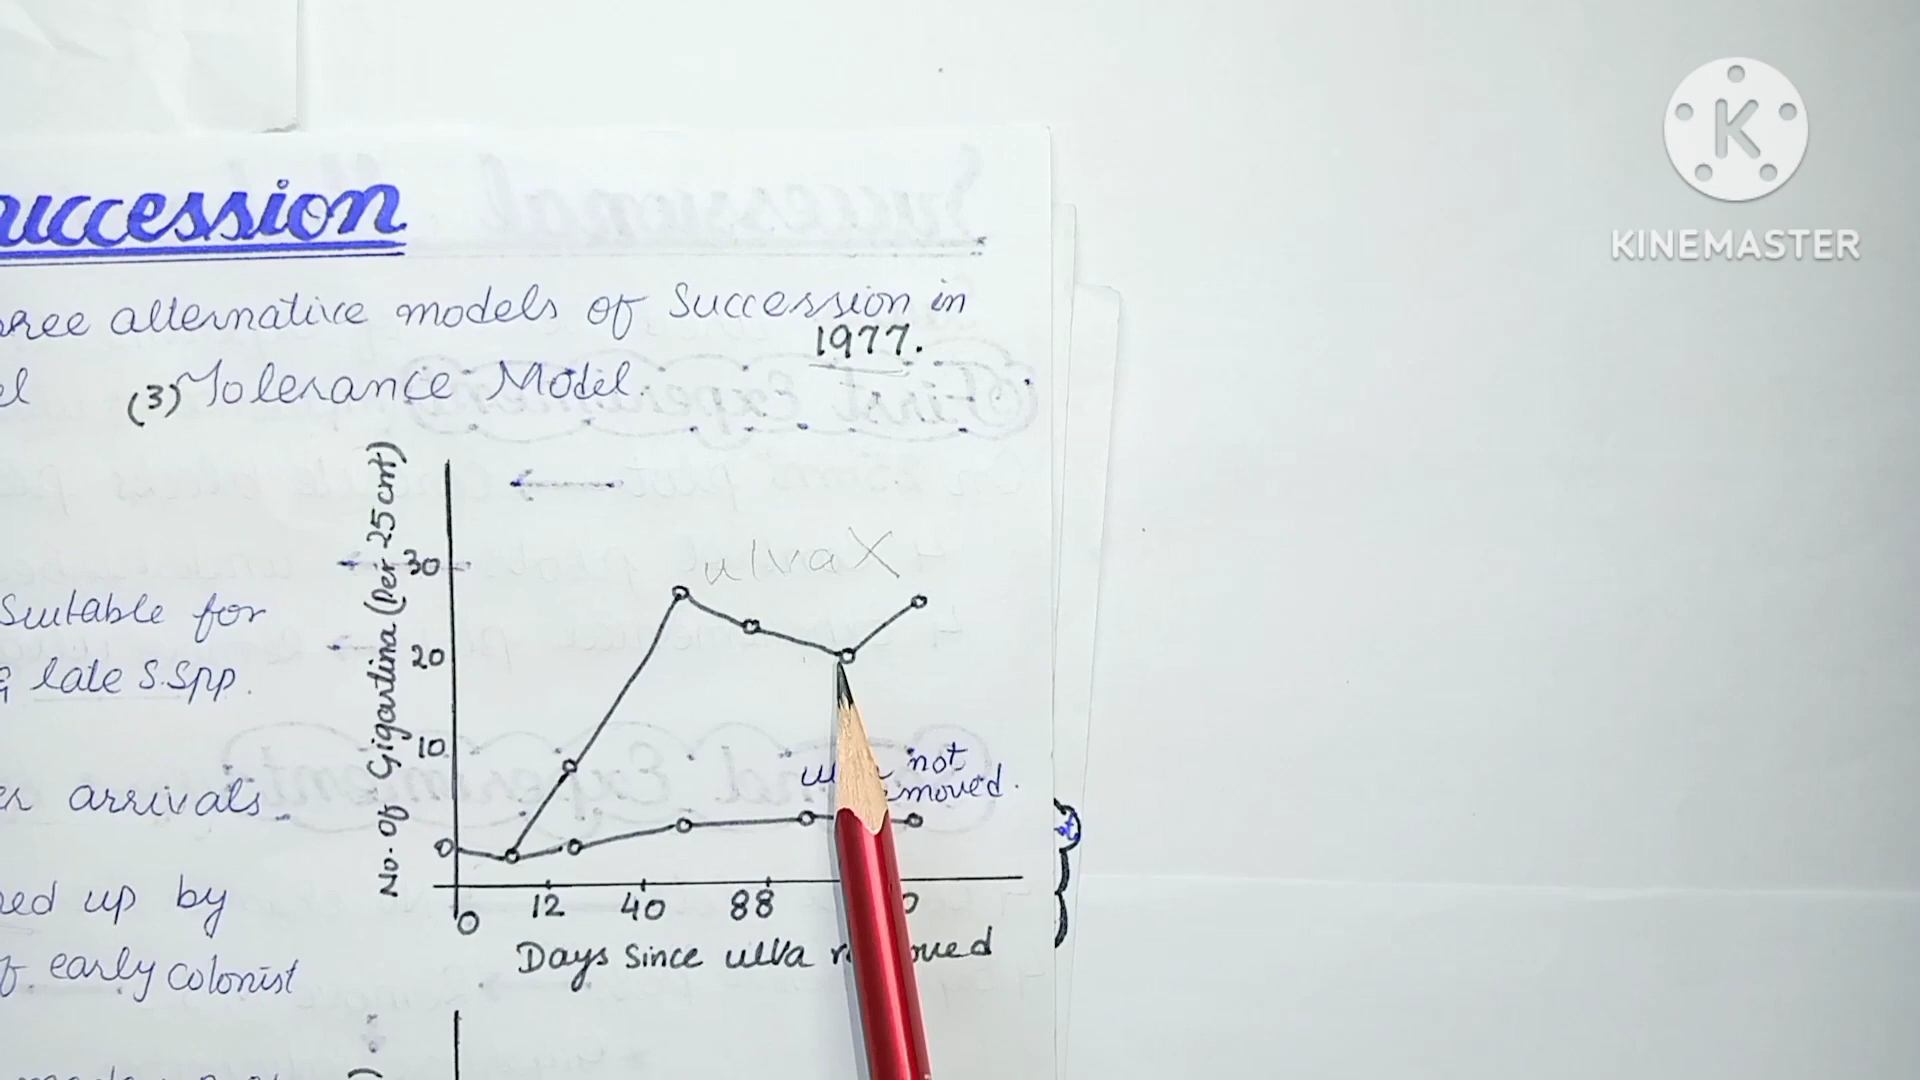 uccession
ree alternative models of Succession in
1977.
el (3) Tolerance Model.
No. of Gigartina (per 25 cm²)
30
20
10
0
ulva X
not
moved.
0 12 40 88
Days Since ulva
Suitable for
late S.Spp.
arrivals
up by
early colonist
KINEMASTER